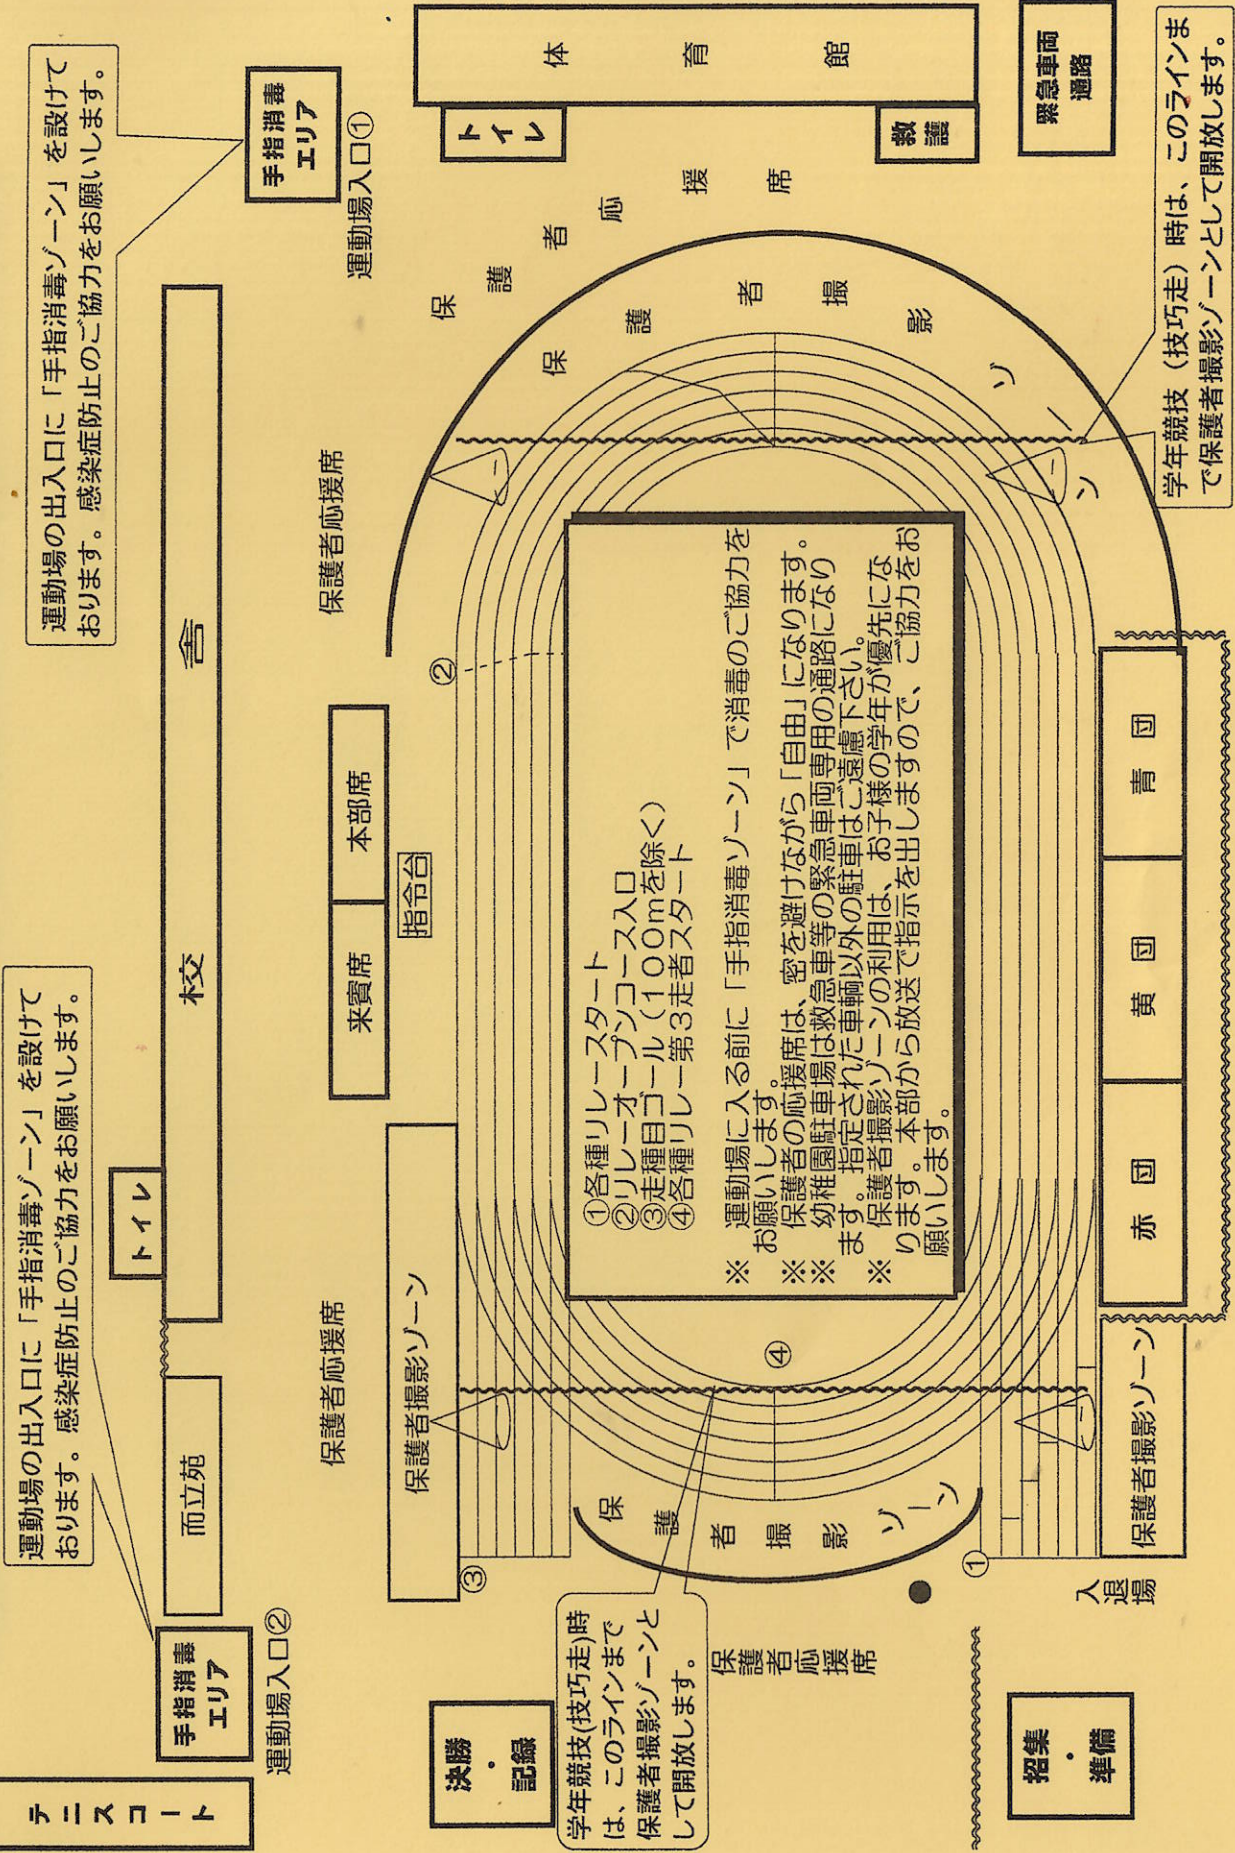 運動場の出入口に「手指消毒ゾーン」を設けて
おります。感染症防止のご協力をお願いします。
運動場の出入口に「手指消毒ゾーン」を設けて
おります。感染症防止のご協力をお願いします。
テニスコート
手指消毒
エリア
運動場入口②
而立苑
トイレ
校舎
手指消毒
エリア
運動場入口①
保護者応援席
来賓席
本部席
指令台
保護者応援席
保護者撮影ゾーン
体育館
トイレ
救護
緊急車両
通路
保護者応援席
保護者撮影ゾーン
②
③
決勝
・
記録
学年競技(技巧走)時
は、このラインまで
保護者撮影ゾーンと
して開放します。
保護者応援席
保護者撮影ゾーン
④
①
①各種リレースタート
②リレーオープンコース入口
③走種目ゴール(100mを除く)
④各種リレー第3走者スタート
※ 運動場に入る前に「手指消毒ゾーン」で消毒のご協力を
お願いします。
※ 保護者の応援席は、密を避けながら「自由」になります。
※ 幼稚園駐車場は救急車等の緊急車両専用の通路になり
ます。指定された車輌以外の駐車はご遠慮下さい。
※ 保護者撮影ゾーンの利用は、お子様の学年が優先にな
ります。本部から放送で指示を出しますので、ご協力をお
願いします。
学年競技(技巧走)時は、このラインま
で保護者撮影ゾーンとして開放します。
招集
・
準備
入退場
保護者撮影ゾーン
赤団
黄団
青団